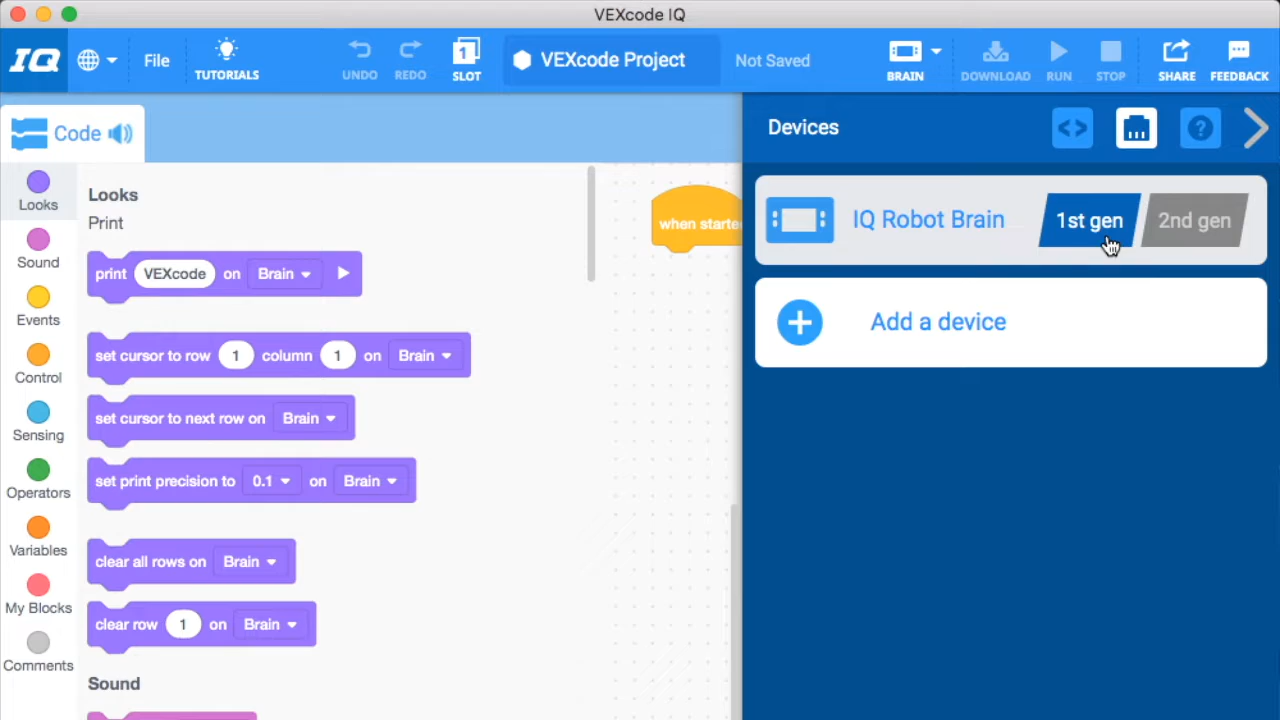 VEXcode IQ
IQ
File
TUTORIALS
UNDO
REDO
1
SLOT
VEXcode Project
Not Saved
BRAIN
DOWNLOAD
RUN
STOP
SHARE
FEEDBACK
Code
Looks
Sound
Events
Control
Sensing
Operators
Variables
My Blocks
Comments
Looks
Print
print VEXcode on Brain
set cursor to row 1 column 1 on Brain
set cursor to next row on Brain
set print precision to 0.1 on Brain
clear all rows on Brain
clear row 1 on Brain
Sound
when starte
Devices
<>
?
IQ Robot Brain
1st gen
2nd gen
Add a device